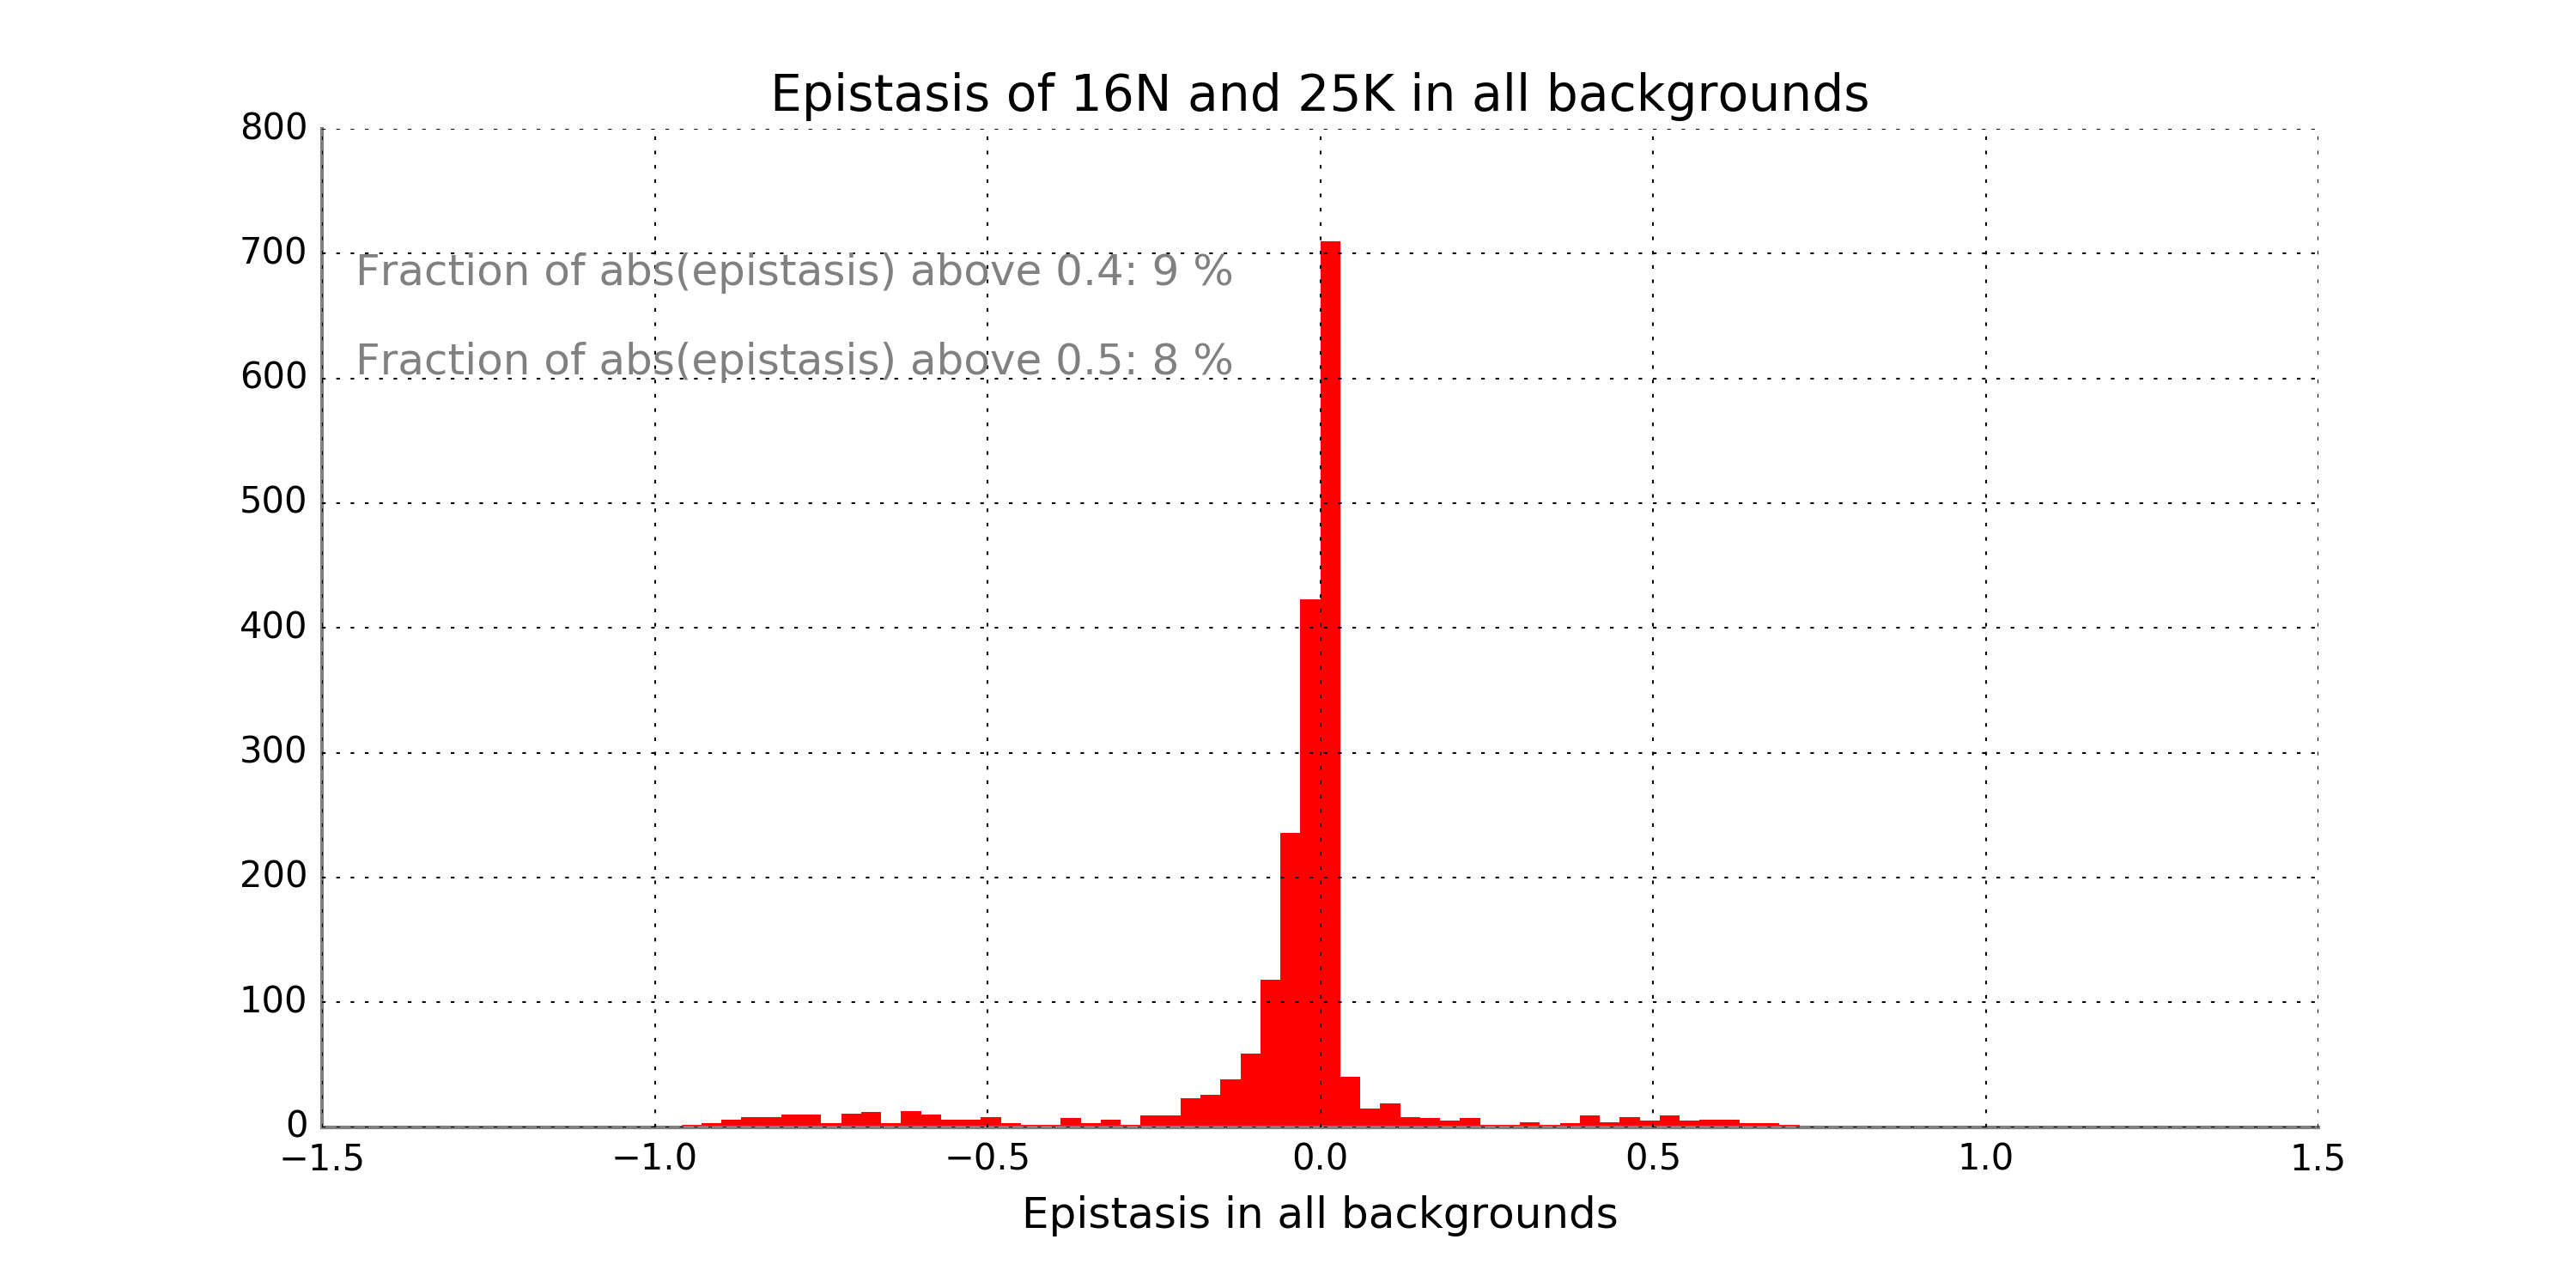 Epistasis of 16N and 25K in all backgrounds
800
700
Fraction of abs(epistasis) above 0.4: 9 %
Fraction of abs(epistasis) above 0.5: 8 %
600
500
400
300
200
100
0
−1.5 −1.0 −0.5 0.0 0.5 1.0 1.5
Epistasis in all backgrounds